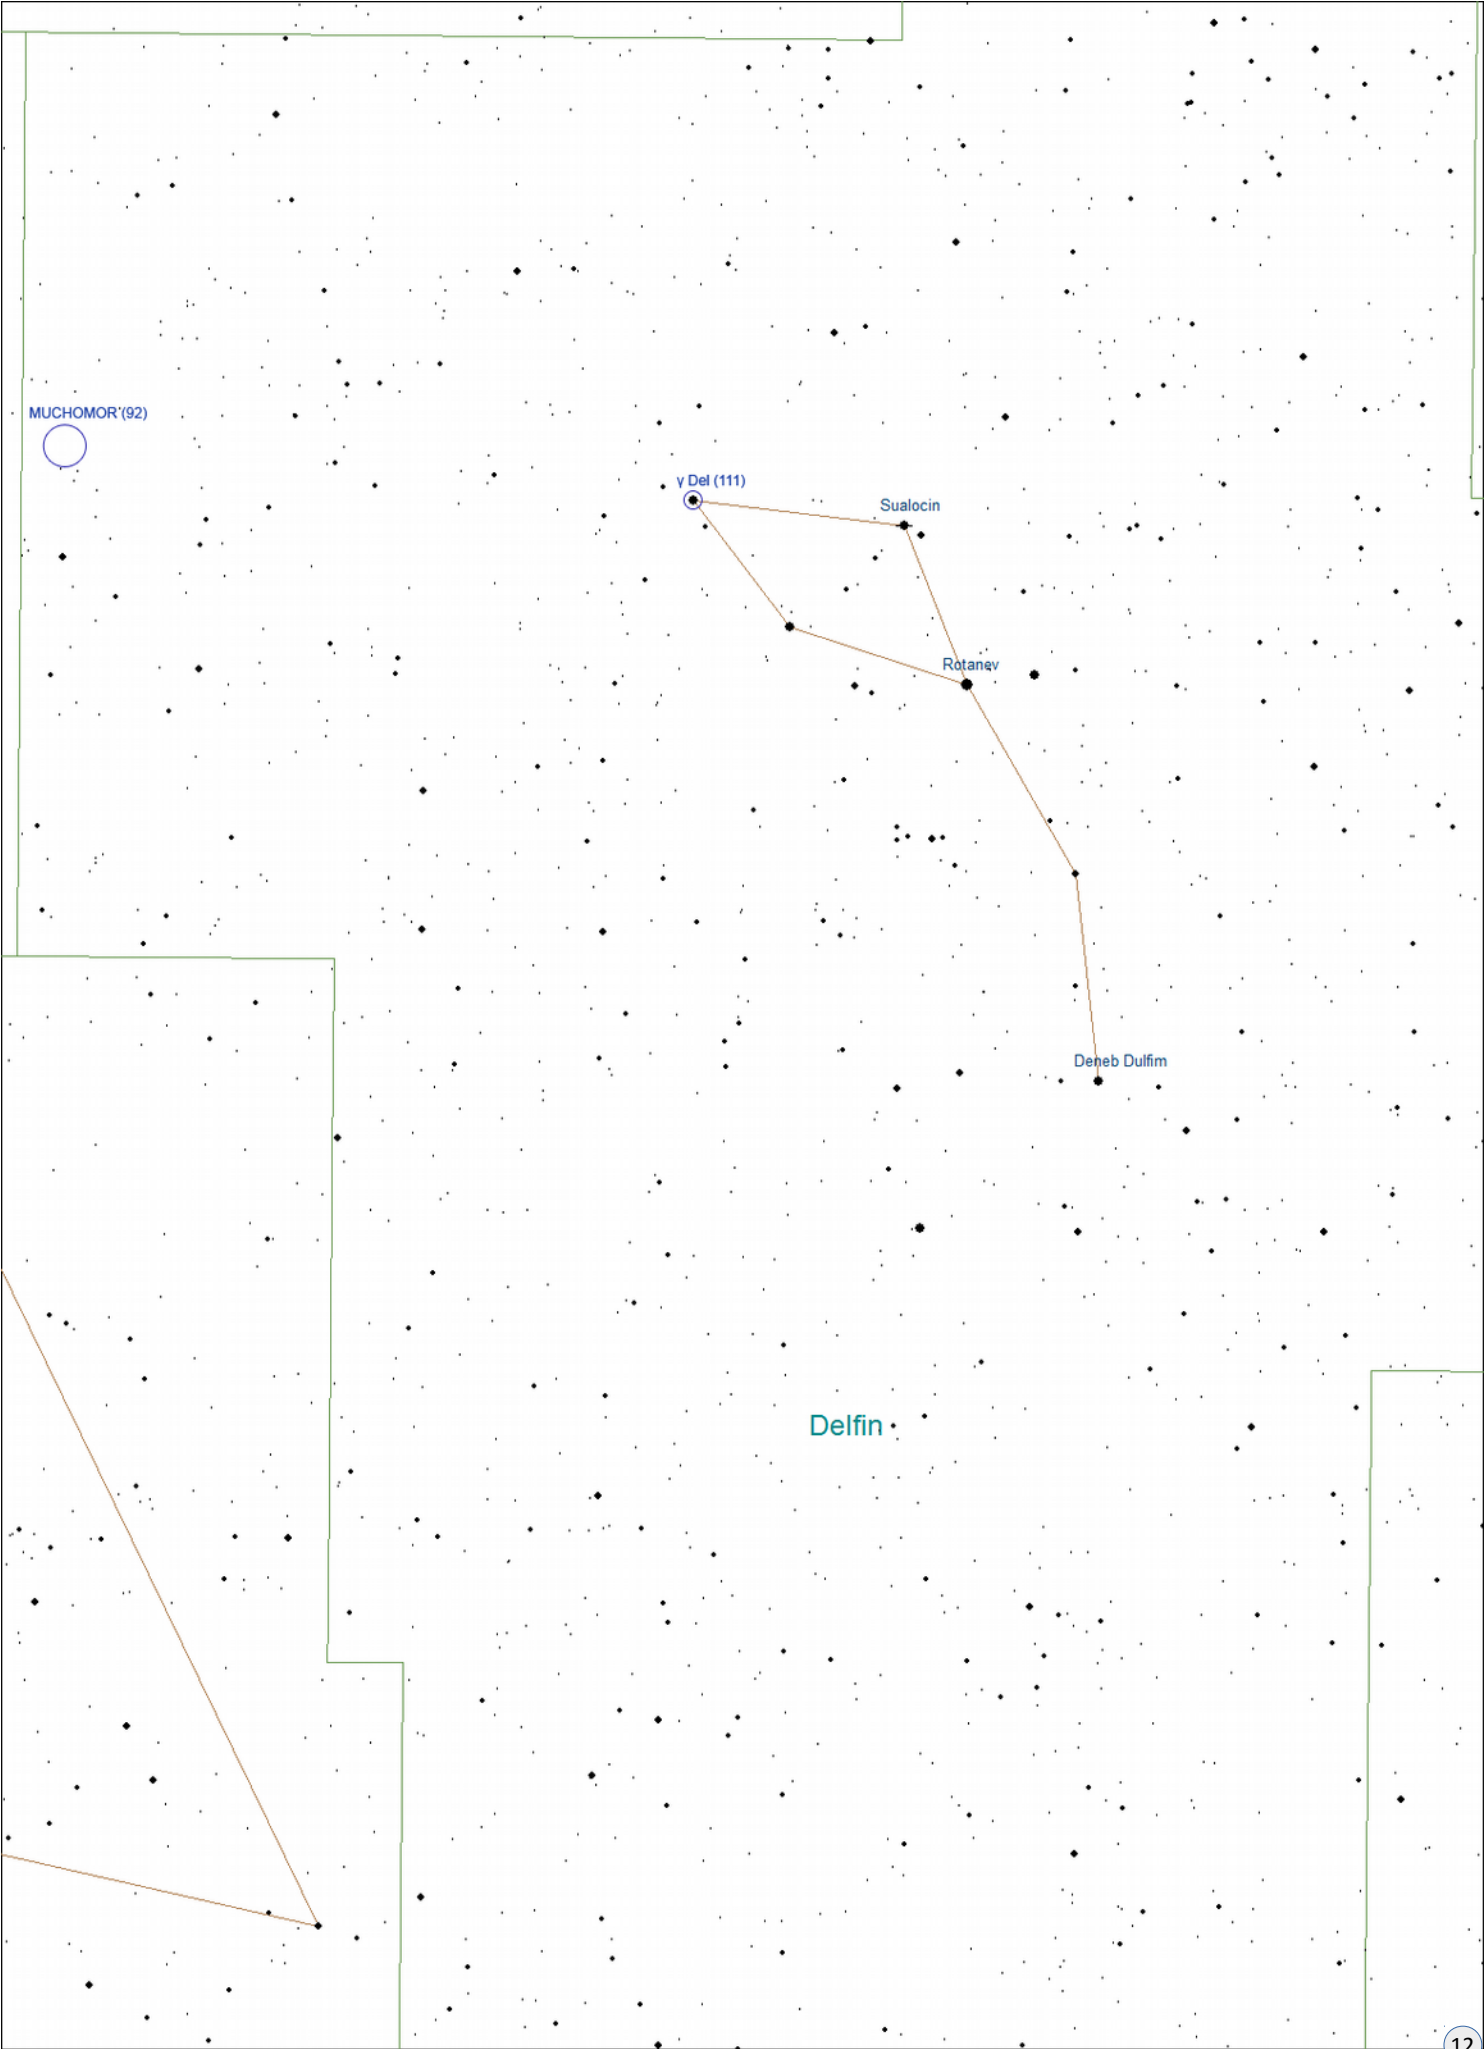 MUCHOMOR (92)
γ Del (111)
Sualocin
Rotanev
Deneb Dulfim
Delfin
12